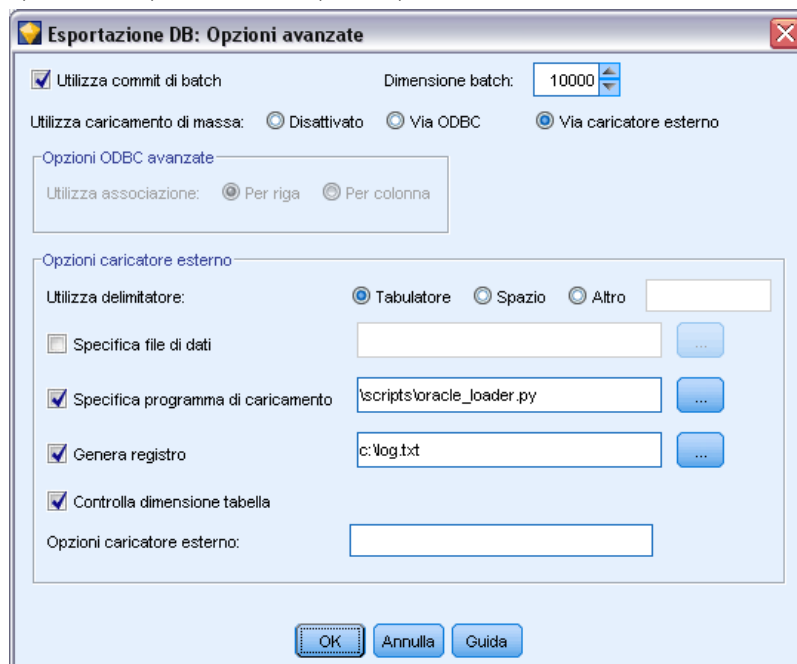 Esportazione DB: Opzioni avanzate
Utilizza commit di batch Dimensione batch: 10000
Utilizza caricamento di massa: Disattivato Via ODBC Via caricatore esterno
Opzioni ODBC avanzate
Utilizza associazione: Per riga Per colonna
Opzioni caricatore esterno
Utilizza delimitatore: Tabulatore Spazio Altro
Specifica file di dati ...
Specifica programma di caricamento \scripts\oracle_loader.py ...
Genera registro c:\log.txt ...
Controlla dimensione tabella
Opzioni caricatore esterno:
OK Annulla Guida